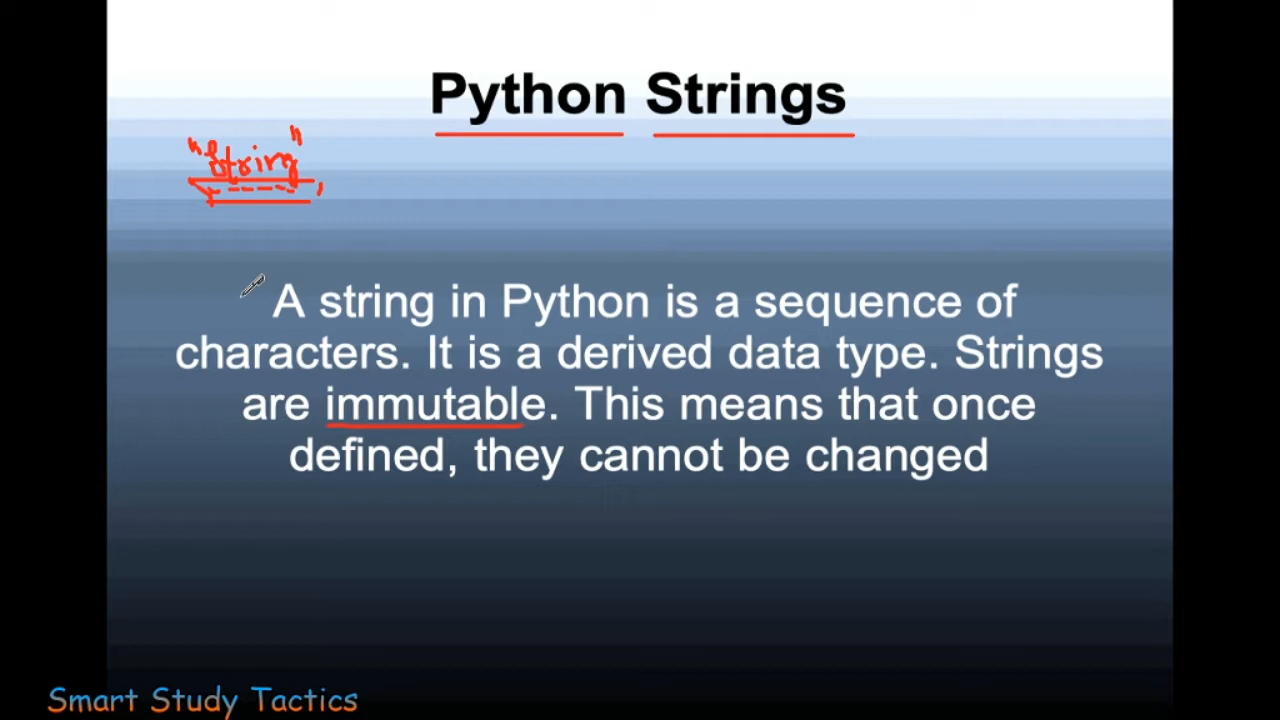 Python Strings
"String"
A string in Python is a sequence of
characters. It is a derived data type. Strings
are immutable. This means that once
defined, they cannot be changed
Smart Study Tactics